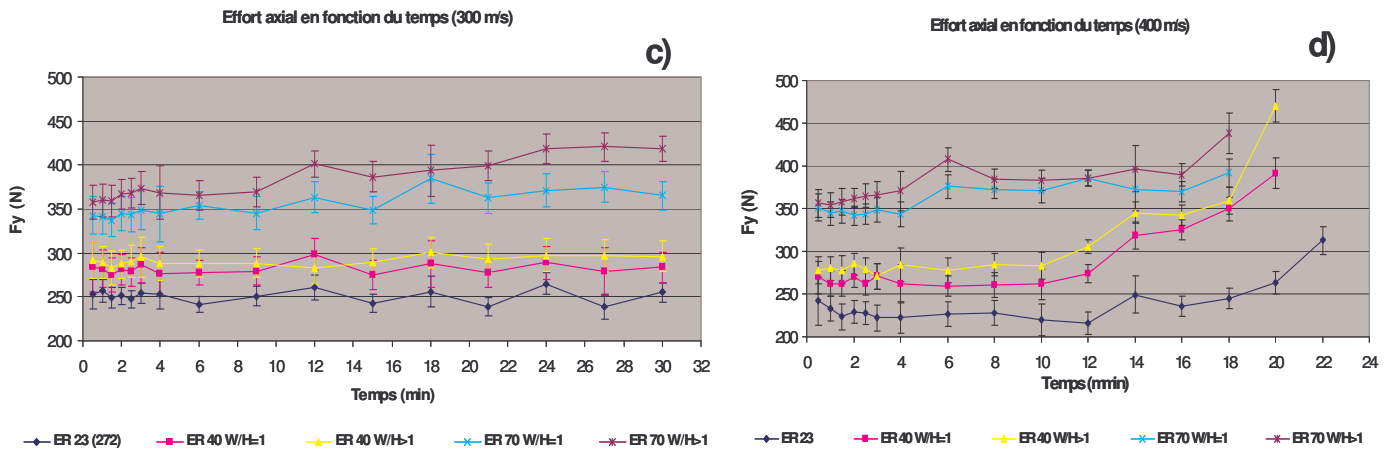 Effort axial en fonction du temps (300 m/s)
c)
500
450
400
350
300
250
200
Fy (N)
0 2 4 6 8 10 12 14 16 18 20 22 24 26 28 30 32
Temps (min)
ER 23 (272) ER 40 W/H=1 ER 40 W/H>1 ER 70 W/H=1 ER 70 W/H>1
Effort axial en fonction du temps (400 m/s)
d)
500
450
400
350
300
250
200
Fy (N)
0 2 4 6 8 10 12 14 16 18 20 22 24
Temps (mmin)
ER 23 ER 40 W/H=1 ER 40 W/H>1 ER 70 W/H=1 ER 70 W/H>1